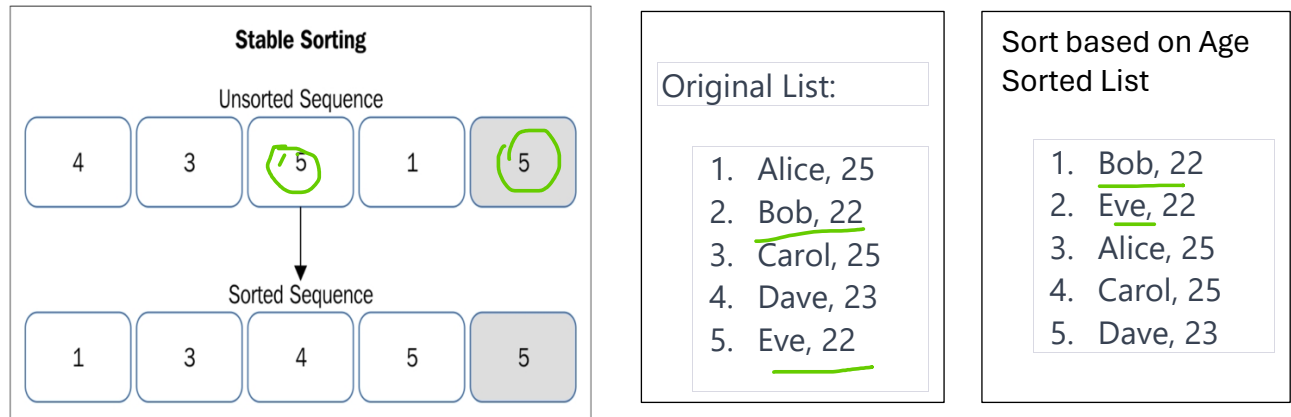 Stable Sorting
Unsorted Sequence
4 3 5 1 5
Sorted Sequence
1 3 4 5 5
Original List:
1. Alice, 25
2. Bob, 22
3. Carol, 25
4. Dave, 23
5. Eve, 22
Sort based on Age
Sorted List
1. Bob, 22
2. Eve, 22
3. Alice, 25
4. Carol, 25
5. Dave, 23